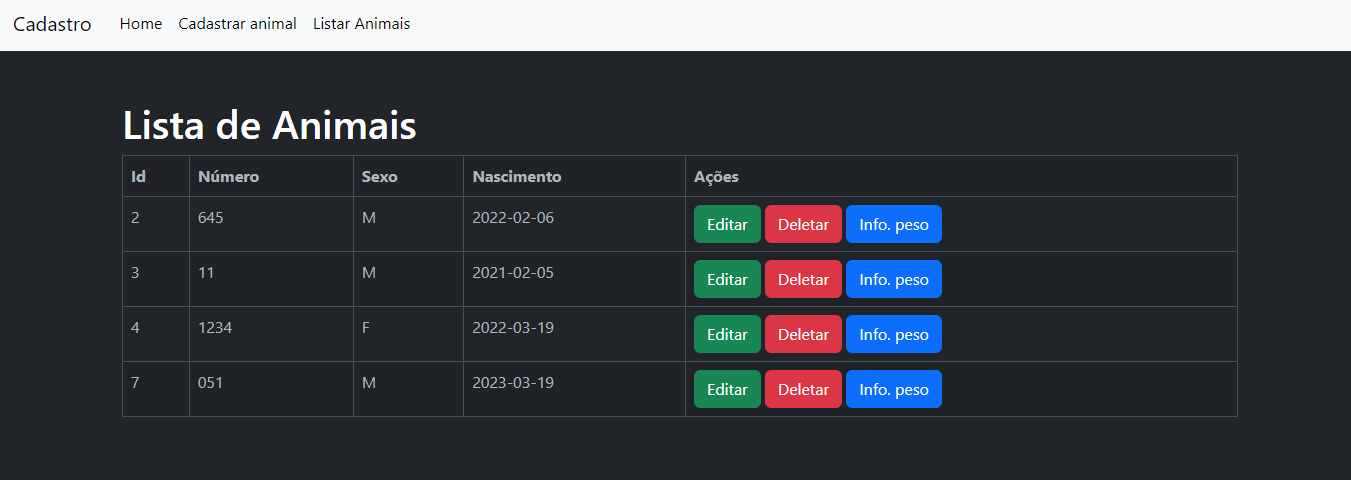 Cadastro Home Cadastrar animal Listar Animais
Lista de Animais
Id Número Sexo Nascimento Ações
2 645 M 2022-02-06 Editar Deletar Info. peso
3 11 M 2021-02-05 Editar Deletar Info. peso
4 1234 F 2022-03-19 Editar Deletar Info. peso
7 051 M 2023-03-19 Editar Deletar Info. peso